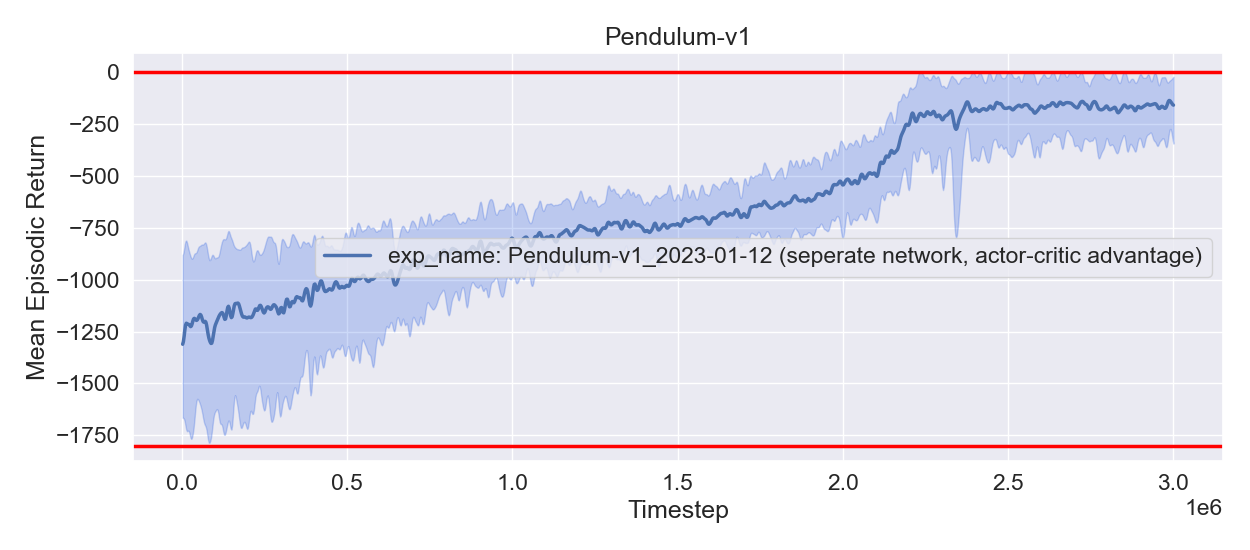 Pendulum-v1
Mean Episodic Return
0
−250
−500
−750
−1000
−1250
−1500
−1750
exp_name: Pendulum-v1_2023-01-12 (seperate network, actor-critic advantage)
0.0 0.5 1.0 1.5 2.0 2.5 3.0
Timestep
1e6